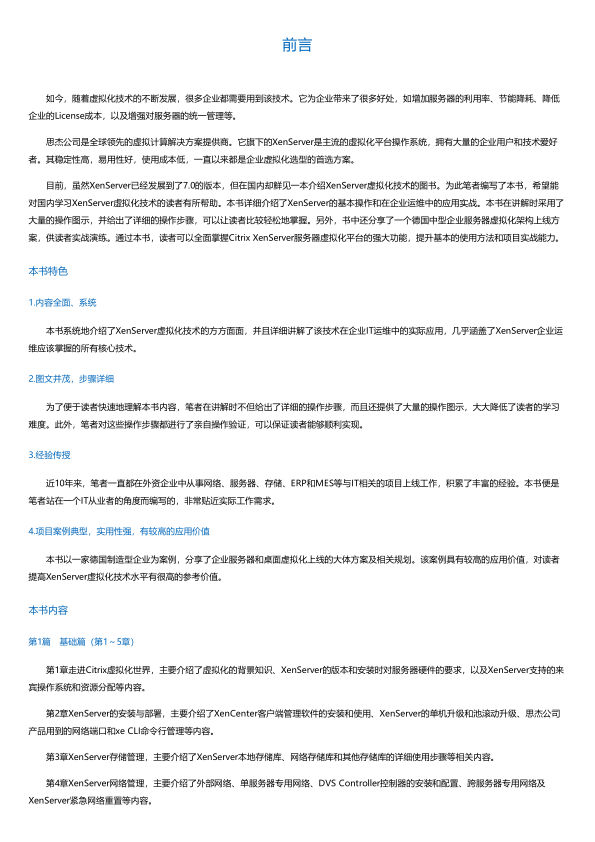 前言
如今，随着虚拟化技术的不断发展，很多企业都需要用到该技术。它为企业带来了很多好处，如增加服务器的利用率、节能降耗、降低
企业的License成本，以及增强对服务器的统一管理等。
思杰公司是全球领先的虚拟计算解决方案提供商。它旗下的XenServer是主流的虚拟化平台操作系统，拥有大量的企业用户和技术爱好
者。其稳定性高，易用性好，使用成本低，一直以来都是企业虚拟化选型的首选方案。
目前，虽然XenServer已经发展到了7.0的版本，但在国内却鲜见一本介绍XenServer虚拟化技术的图书。为此笔者编写了本书，希望能
对国内学习XenServer虚拟化技术的读者有所帮助。本书详细介绍了XenServer的基本操作和在企业运维中的应用实战。本书在讲解时采用了
大量的操作图示，并给出了详细的操作步骤，可以让读者比较轻松地掌握。另外，书中还分享了一个德国中型企业服务器虚拟化架构上线方
案，供读者实战演练。通过本书，读者可以全面掌握Citrix XenServer服务器虚拟化平台的强大功能，提升基本的使用方法和项目实战能力。
本书特色
1.内容全面、系统
本书系统地介绍了XenServer虚拟化技术的方方面面，并且详细讲解了该技术在企业IT运维中的实际应用，几乎涵盖了XenServer企业运
维应该掌握的所有核心技术。
2.图文并茂，步骤详细
为了便于读者快速地理解本书内容，笔者在讲解时不但给出了详细的操作步骤，而且还提供了大量的操作图示，大大降低了读者的学习
难度。此外，笔者对这些操作步骤都进行了亲自操作验证，可以保证读者能够顺利实现。
3.经验传授
近10年来，笔者一直都在外资企业中从事网络、服务器、存储、ERP和MES等与IT相关的项目上线工作，积累了丰富的经验。本书便是
笔者站在一个IT从业者的角度而编写的，非常贴近实际工作需求。
4.项目案例典型，实用性强，有较高的应用价值
本书以一家德国制造型企业为案例，分享了企业服务器和桌面虚拟化上线的大体方案及相关规划。该案例具有较高的应用价值，对读者
提高XenServer虚拟化技术水平有很高的参考价值。
本书内容
第1篇　基础篇（第1～5章）
第1章走进Citrix虚拟化世界，主要介绍了虚拟化的背景知识、XenServer的版本和安装时对服务器硬件的要求，以及XenServer支持的来
宾操作系统和资源分配等内容。
第2章XenServer的安装与部署，主要介绍了XenCenter客户端管理软件的安装和使用、XenServer的单机升级和池滚动升级、思杰公司
产品用到的网络端口和xe CLI命令行管理等内容。
第3章XenServer存储管理，主要介绍了XenServer本地存储库、网络存储库和其他存储库的详细使用步骤等相关内容。
第4章XenServer网络管理，主要介绍了外部网络、单服务器专用网络、DVS Controller控制器的安装和配置、跨服务器专用网络及
XenServer紧急网络重置等内容。